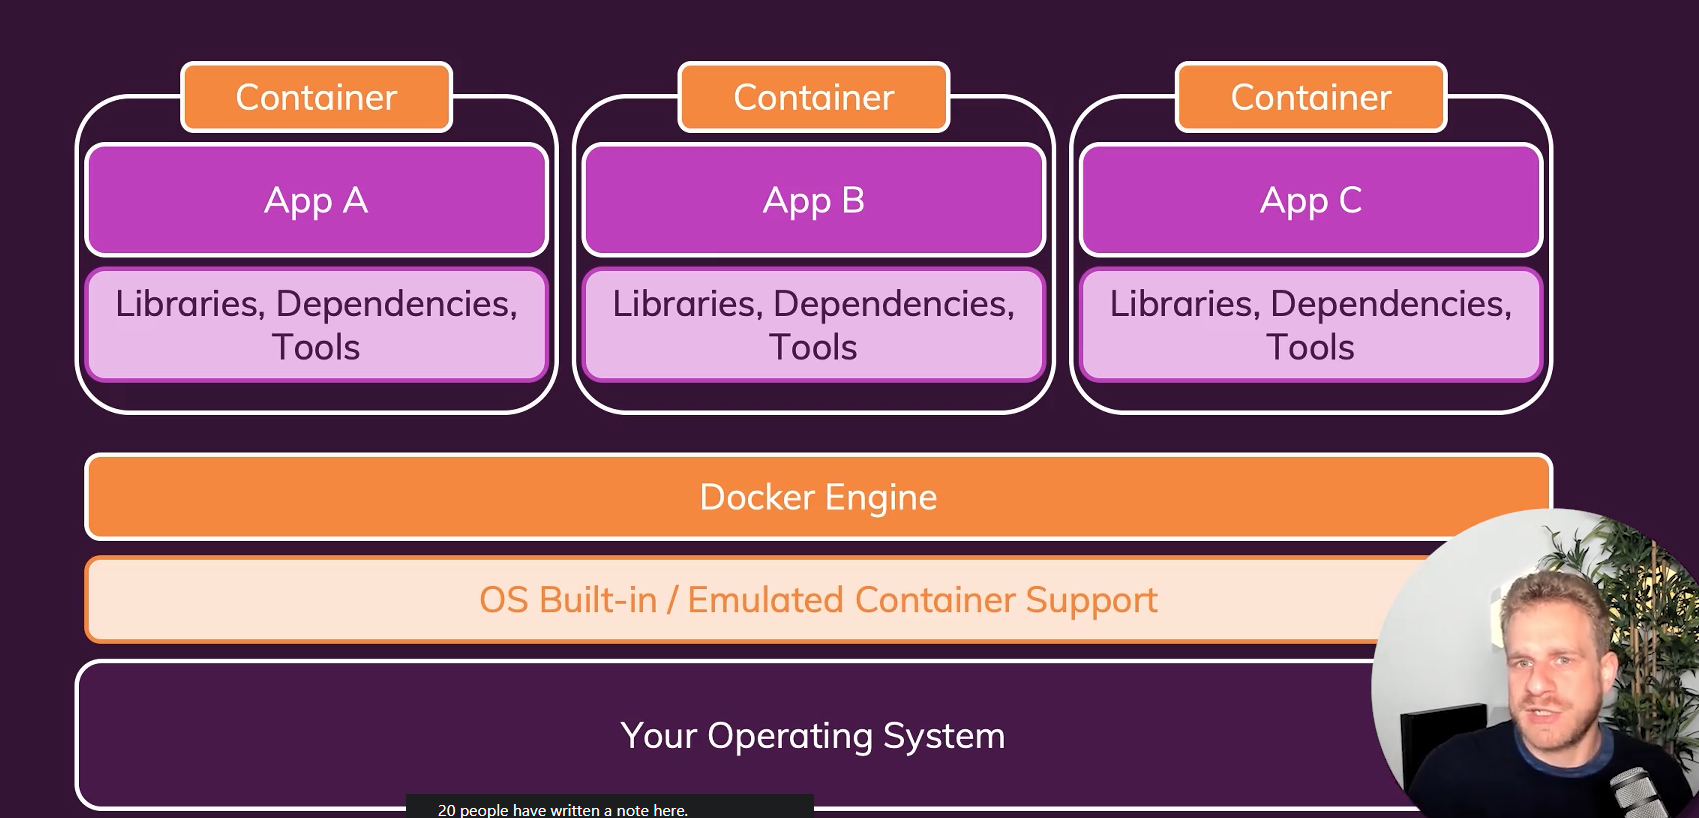 Container
Container
Container
App A
App B
App C
Libraries, Dependencies,
Tools
Libraries, Dependencies,
Tools
Libraries, Dependencies,
Tools
Docker Engine
OS Built-in / Emulated Container Support
Your Operating System
20 people have written a note here.